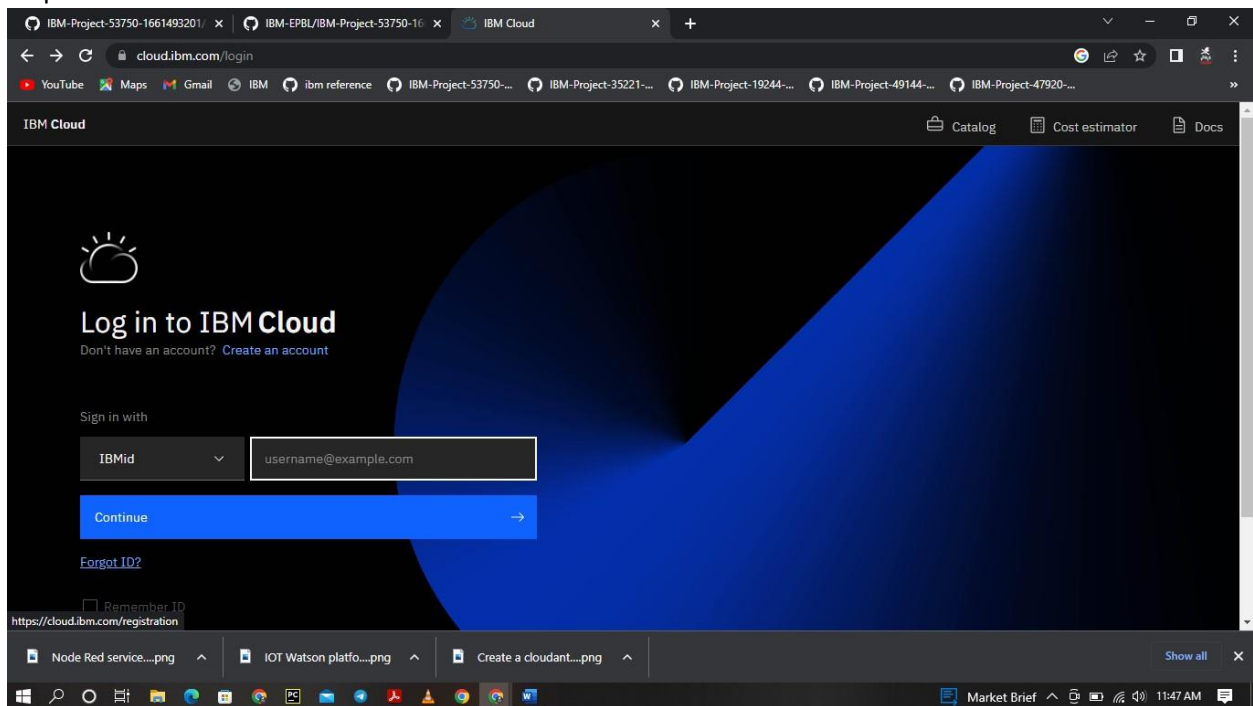 IBM-Project-53750-1661493201/
IBM-EPBL/IBM-Project-53750-16
IBM Cloud
cloud.ibm.com/login
YouTube Maps Gmail IBM ibm reference IBM-Project-53750-... IBM-Project-35221-... IBM-Project-19244-... IBM-Project-49144-... IBM-Project-47920-... »
IBM Cloud Catalog Cost estimator Docs
Log in to IBM Cloud
Don't have an account? Create an account
Sign in with
IBMid username@example.com
Continue
Forgot ID?
Remember ID
https://cloud.ibm.com/registration
Node Red service....png IOT Watson platfo....png Create a cloudant....png Show all
Market Brief 11:47 AM